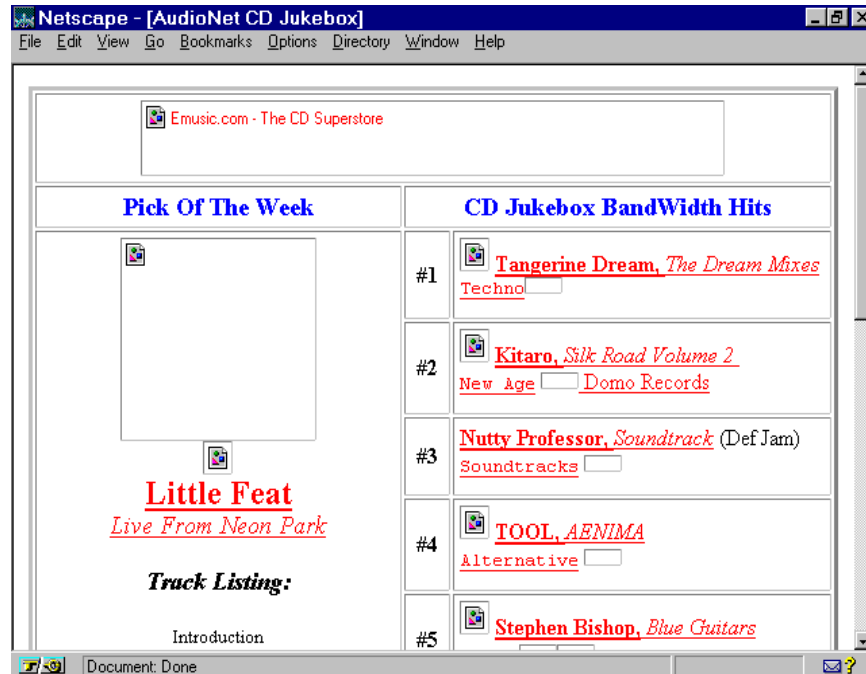 Netscape - [AudioNet CD Jukebox]
File Edit View Go Bookmarks Options Directory Window Help
Emusic.com - The CD Superstore
Pick Of The Week
CD Jukebox BandWidth Hits
Little Feat
Live From Neon Park
Track Listing:
Introduction
#1
Tangerine Dream, The Dream Mixes
Techno
#2
Kitaro, Silk Road Volume 2
New Age Domo Records
#3
Nutty Professor, Soundtrack (Def Jam)
Soundtracks
#4
TOOL, AENIMA
Alternative
#5
Stephen Bishop, Blue Guitars
Document: Done